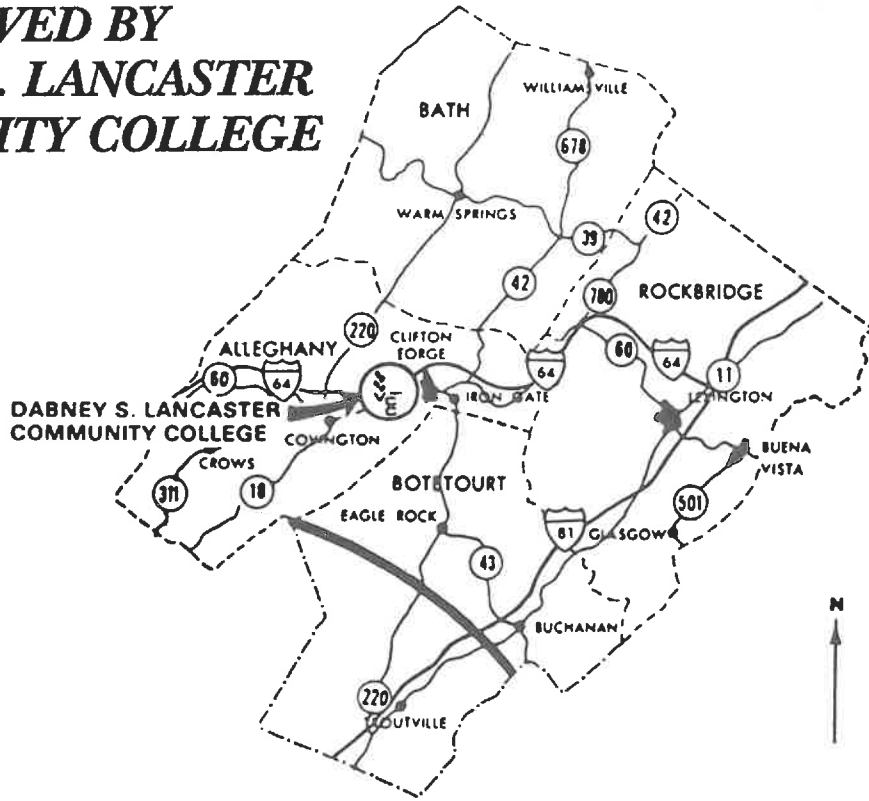 VED BY
. LANCASTER
ITY COLLEGE
WILLIAMSVILLE
BATH
678
WARM SPRINGS
42
39
42
780
ROCKBRIDGE
220
CLIFTON
FORGE
ALLEGHANY
60
64
64
60
64
11
LEXINGTON
DABNEY S. LANCASTER
COMMUNITY COLLEGE
IRON GATE
COVINGTON
BUENA
VISTA
CROWS
311
18
BOTETOURT
501
EAGLE ROCK
81
GLASGOW
43
N
BUCHANAN
220
TROUTVILLE